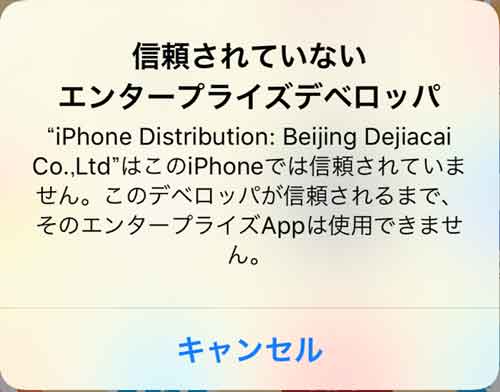 信頼されていない
エンタープライズデベロッパ
“iPhone Distribution: Beijing Dejiacai
Co.,Ltd”はこのiPhoneでは信頼されていま
せん。このデベロッパが信頼されるまで、
そのエンタープライズAppは使用できませ
ん。
キャンセル